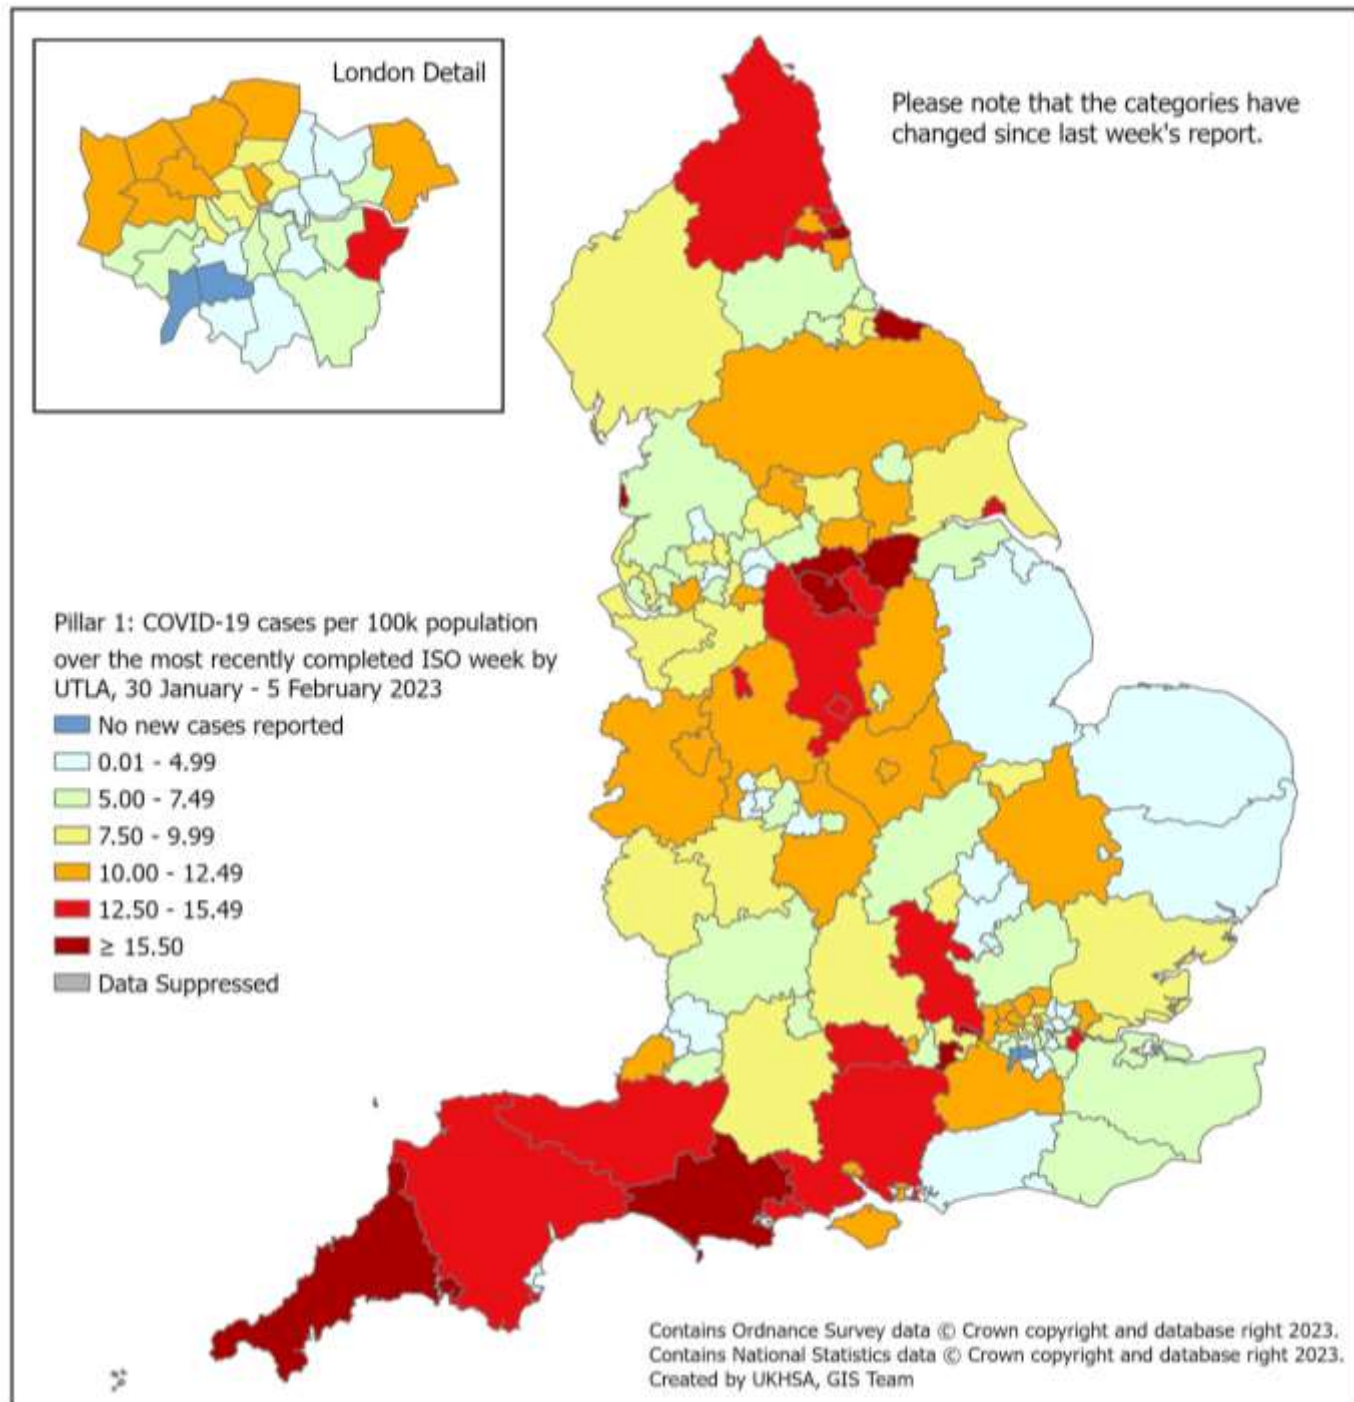 London Detail
Please note that the categories have
changed since last week's report.
Pillar 1: COVID-19 cases per 100k population
over the most recently completed ISO week by
UTLA, 30 January - 5 February 2023
No new cases reported
0.01 - 4.99
5.00 - 7.49
7.50 - 9.99
10.00 - 12.49
12.50 - 15.49
≥ 15.50
Data Suppressed
Contains Ordnance Survey data © Crown copyright and database right 2023.
Contains National Statistics data © Crown copyright and database right 2023.
Created by UKHSA, GIS Team